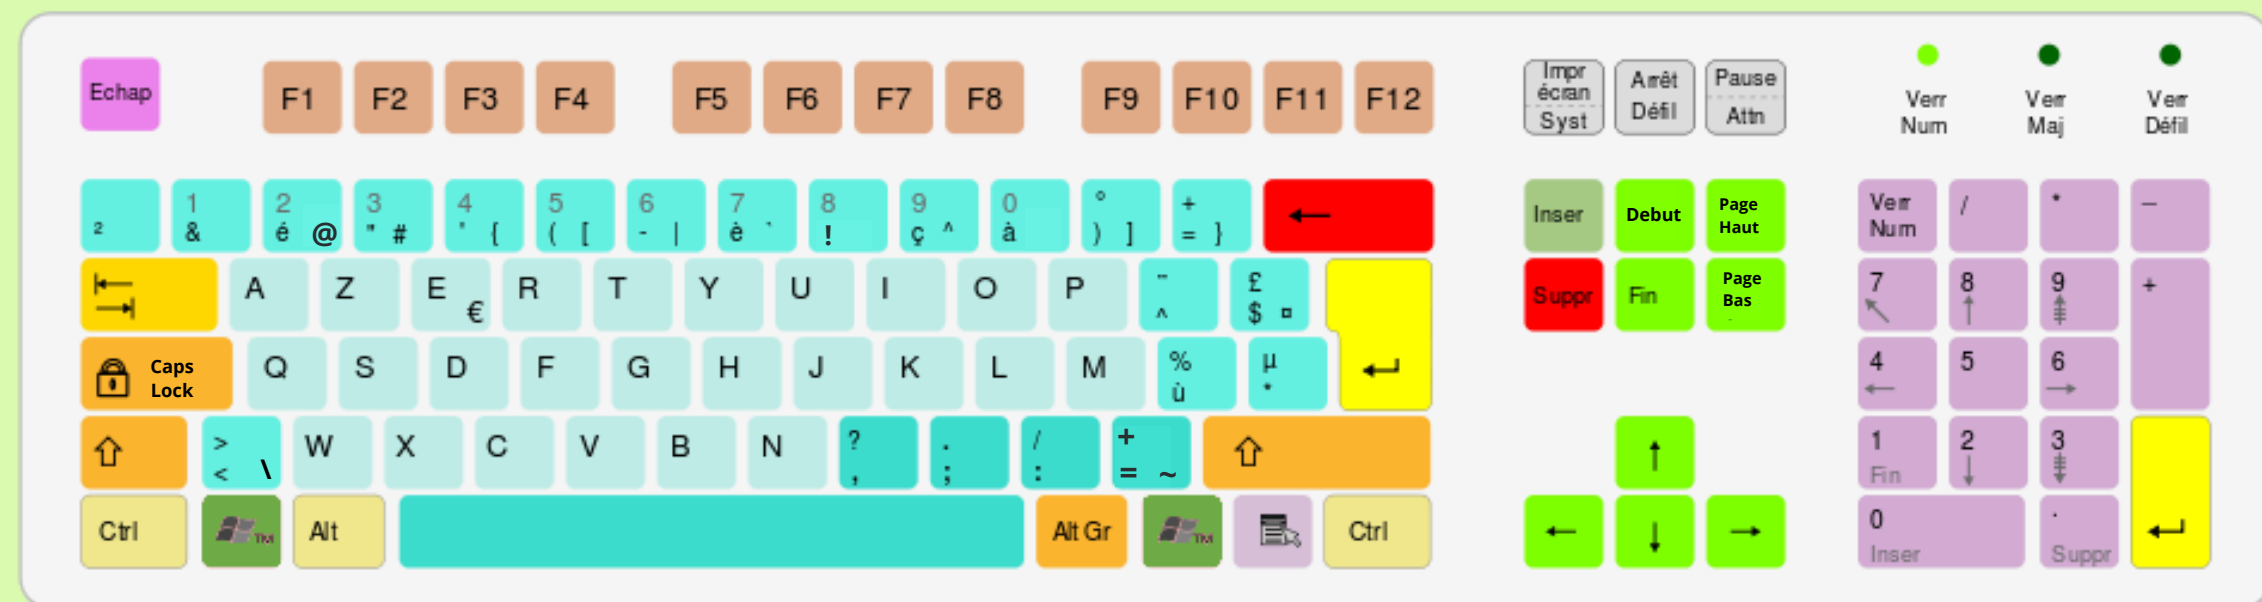 Echap F1 F2 F3 F4 F5 F6 F7 F8 F9 F10 F11 F12
Impr écran
Syst
Arrêt
Défil
Pause
Attn
Verr Num
Verr Maj
Verr Défil
²
1 &
2 é @
3 " #
4 ' {
5 ( [
6 - |
7 è `
8 !
9 ç ^
0 à
° ) ]
+ = }
←
Inser Debut Page Haut
Verr Num / * −
A Z E € R T Y U I O P
¨ ^
£ $ ¤
Suppr Fin Page Bas
7 8 9 +
Caps Lock
Q S D F G H J K L M
% ù
µ *
4 5 6
> < \
W X C V B N
? ,
. ;
/ :
+ = ~
1 Fin
2
3
Ctrl TM Alt Alt Gr TM Ctrl
0 Inser
. Suppr